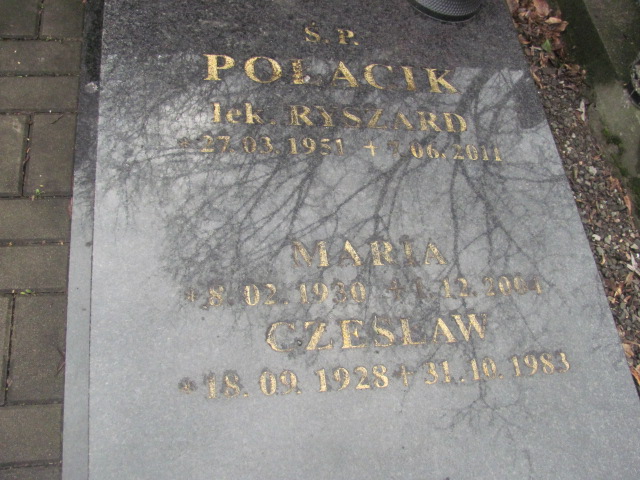 Ś.P.
POLACIK
lek. RYSZARD
*27.03.1951 +
MARIA
*8.02.1930 +
CZESŁAW
*18.09.1928 +31.10.1983